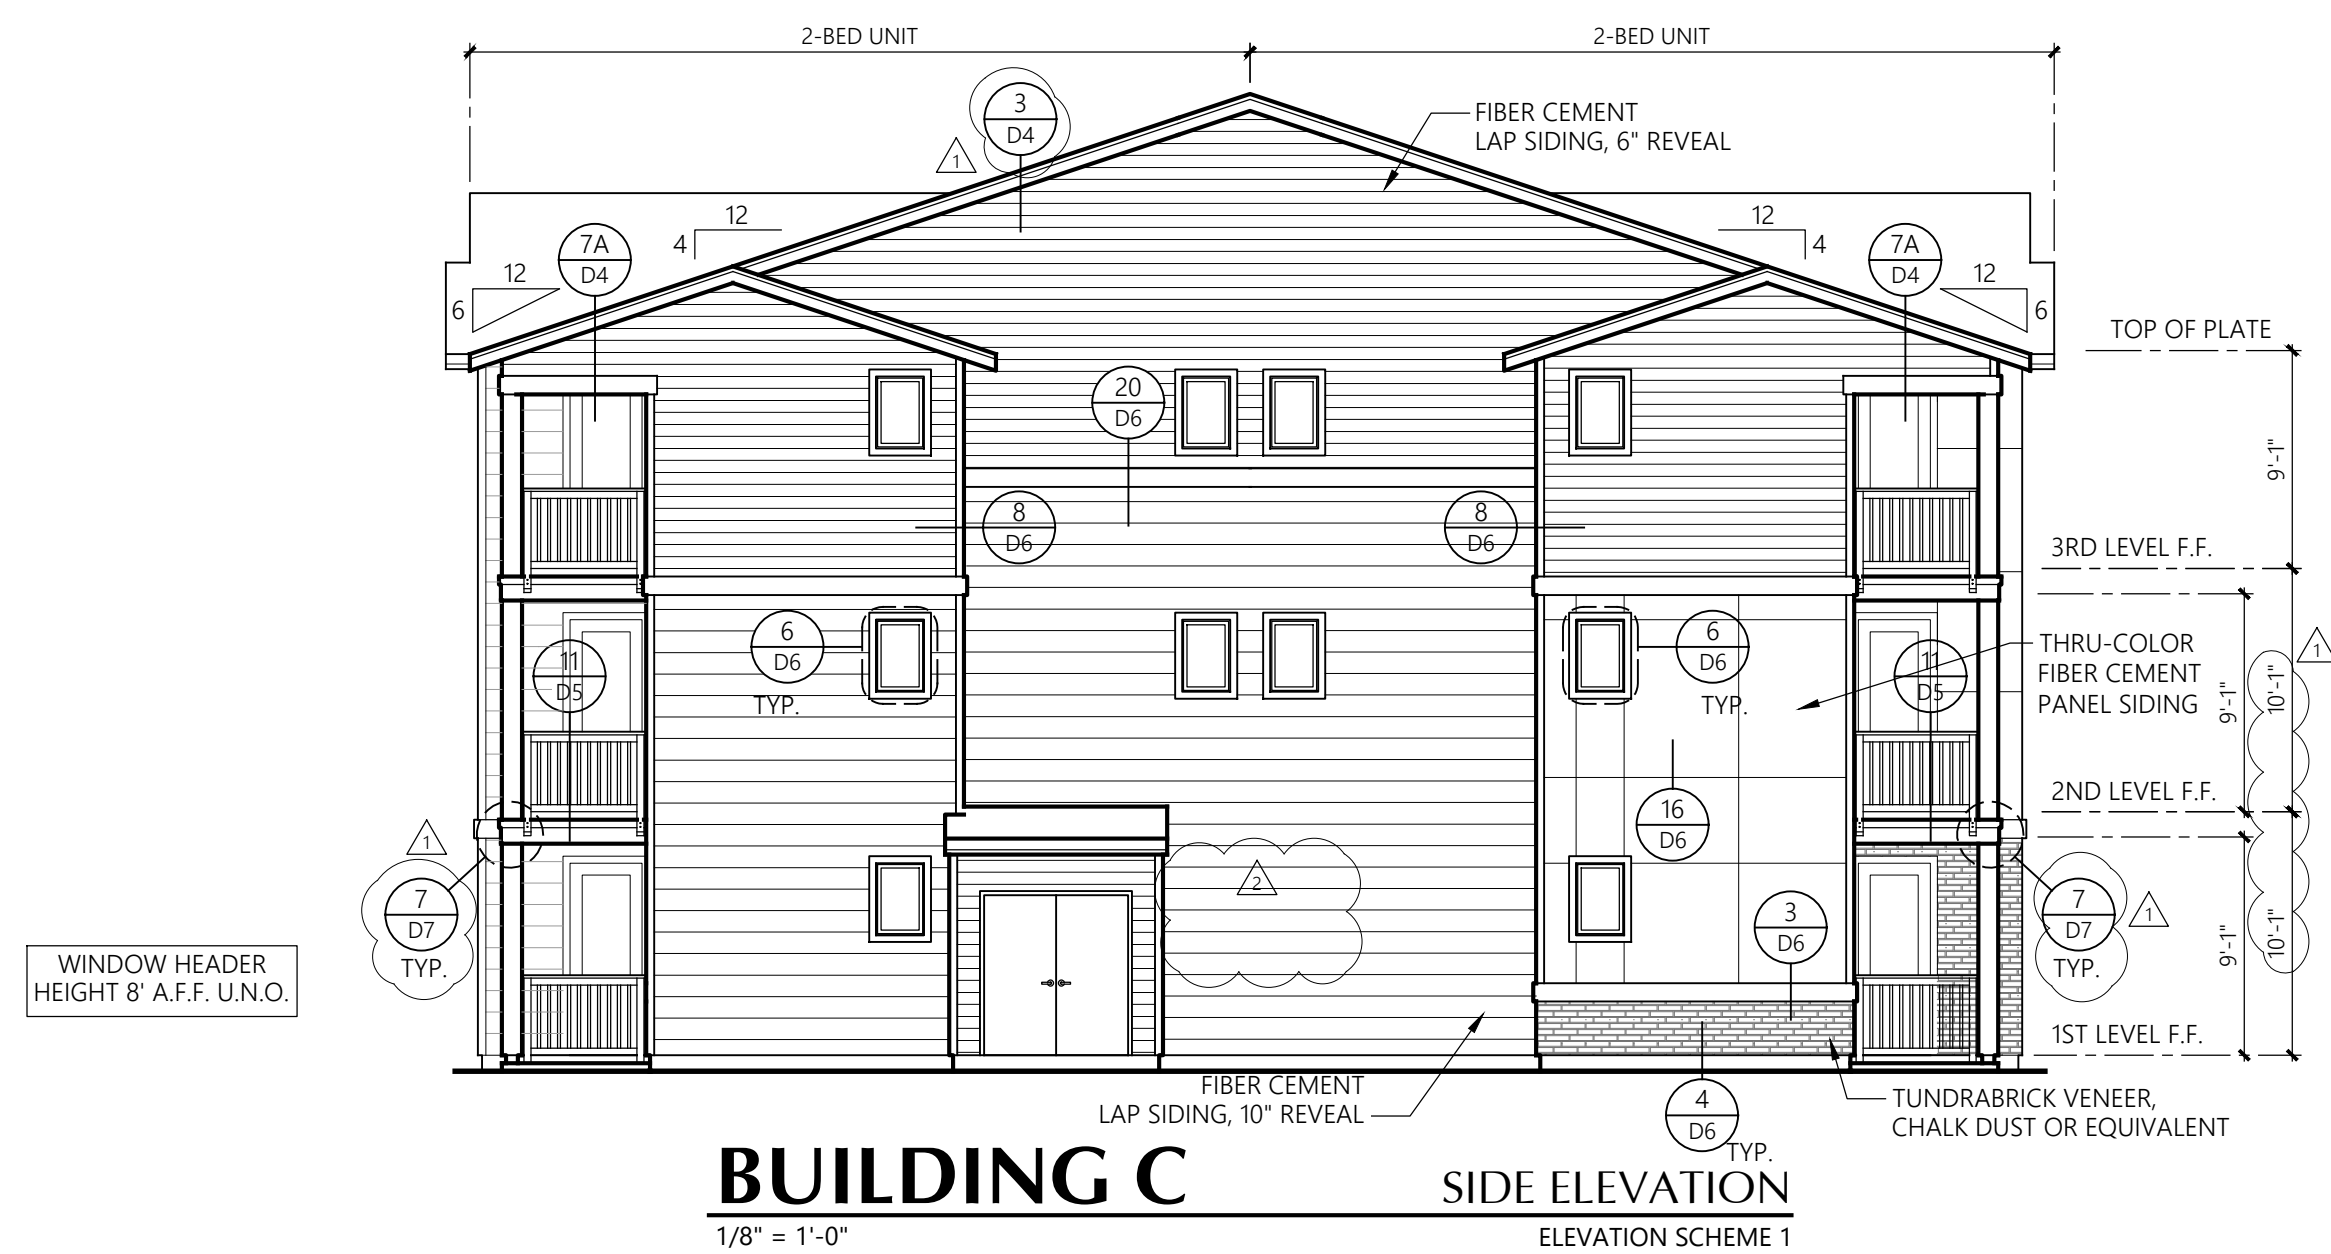 2-BED UNIT
2-BED UNIT
3
D4
1
FIBER CEMENT
LAP SIDING, 6" REVEAL
12
4
12
4
7A
D4
7A
D4
12
6
12
6
TOP OF PLATE
20
D6
9'-1"
8
D6
8
D6
3RD LEVEL F.F.
6
D6
TYP.
6
D6
TYP.
11
D5
11
D5
THRU-COLOR
FIBER CEMENT
PANEL SIDING
9'-1"
10'-1"
1
16
D6
2ND LEVEL F.F.
1
7
D7
TYP.
2
3
D6
7
D7
TYP.
1
9'-1"
10'-1"
WINDOW HEADER
HEIGHT 8' A.F.F. U.N.O.
1ST LEVEL F.F.
FIBER CEMENT
LAP SIDING, 10" REVEAL
4
D6
TYP.
TUNDRABRICK VENEER,
CHALK DUST OR EQUIVALENT
BUILDING C
SIDE ELEVATION
1/8" = 1'-0"
ELEVATION SCHEME 1